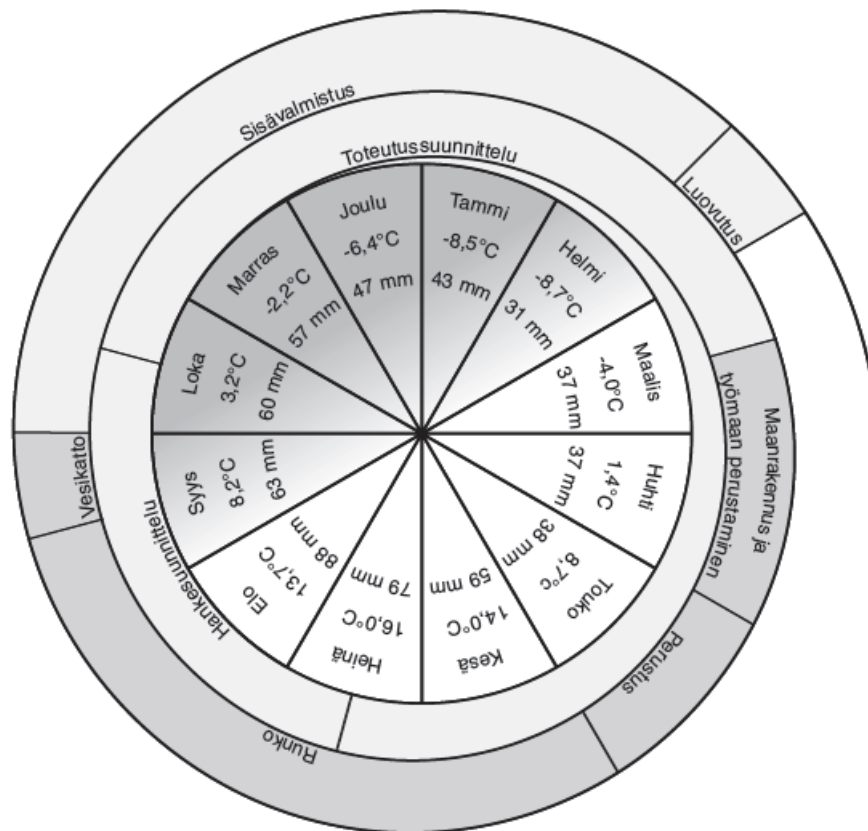 Sisävalmistus
Luovutus
Toteutussuunnittelu
Tammi
-8,5°C
43 mm
Helmi
-8,7°C
31 mm
Maalis
-4,0°C
37 mm
Huhti
1,4°C
37 mm
Touko
8,7°c
38 mm
Kesä
14,0°C
59 mm
Heinä
16,0°C
79 mm
Elo
13,7°C
88 mm
Syys
8,2°C
63 mm
Loka
3,2°C
60 mm
Marras
-2,2°C
57 mm
Joulu
-6,4°C
47 mm
Maanrakennus ja
työmaan perustaminen
Perustus
Runko
Hankesuunnittelu
Vesikatto